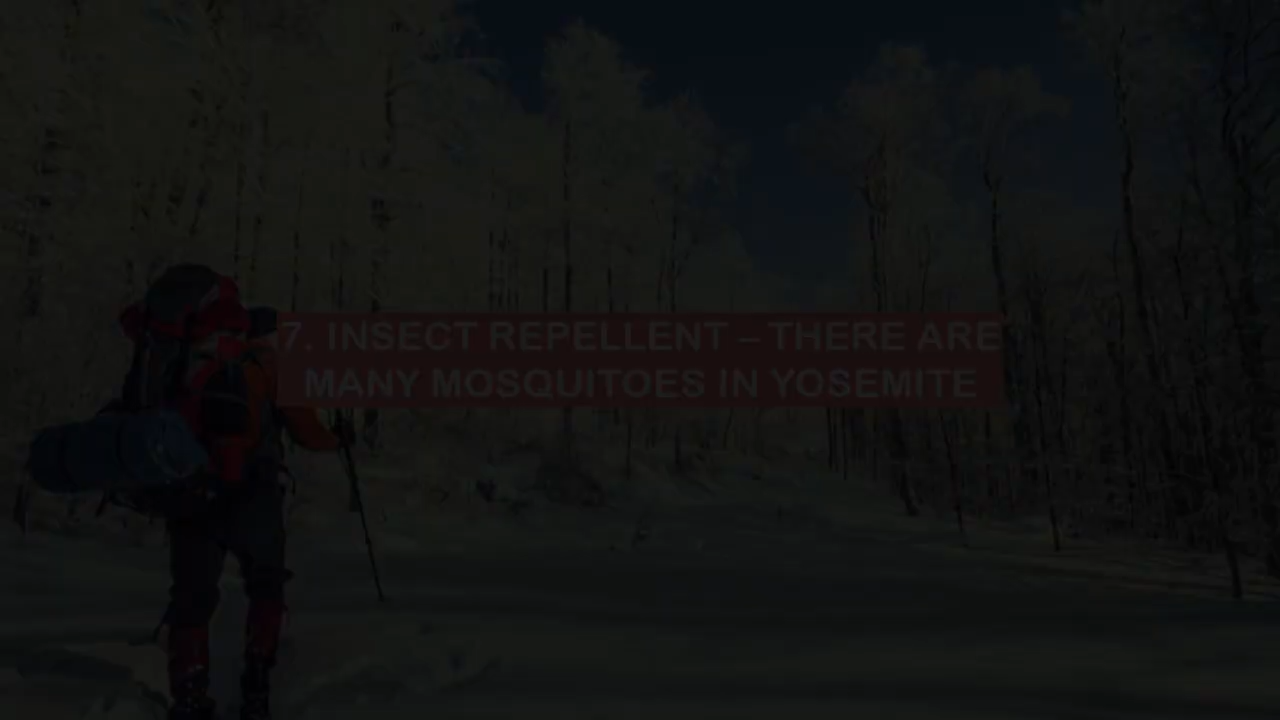 7. INSECT REPELLENT – THERE ARE
MANY MOSQUITOES IN YOSEMITE